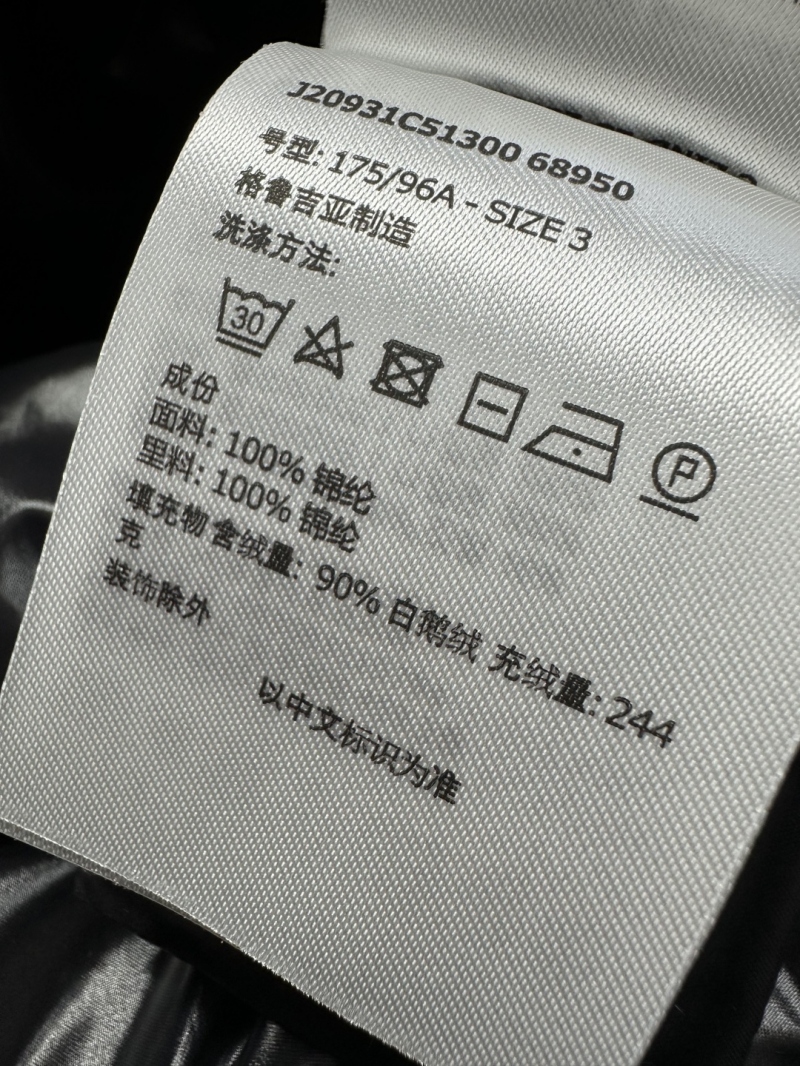 J20931C51300 68950
号型: 175/96A - SIZE 3
格鲁吉亚制造
洗涤方法:
30
P
成份
面料: 100% 锦纶
里料: 100% 锦纶
填充物 含绒量: 90% 白鹅绒 充绒量: 244
克
装饰除外
以中文标识为准